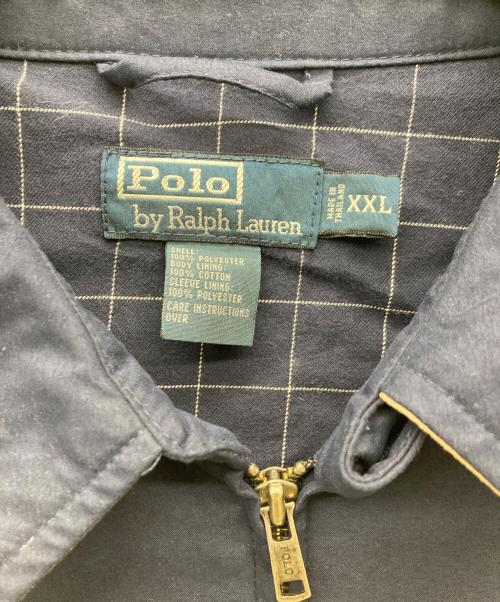 Polo
by Ralph Lauren
MADE IN
THAILAND
XXL
SHELL:
100% POLYESTER
BODY LINING:
100% COTTON
SLEEVE LINING:
100% POLYESTER
CARE INSTRUCTIONS
OVER
POLO